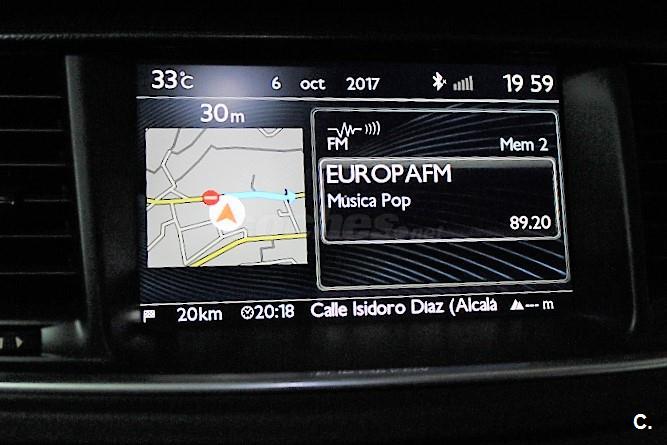 33°C 6 oct 2017 19 59
30m
FM Mem 2
EUROPAFM
Música Pop
89.20
20km 20:18 Calle Isidoro Díaz (Alcalá --- m
C.